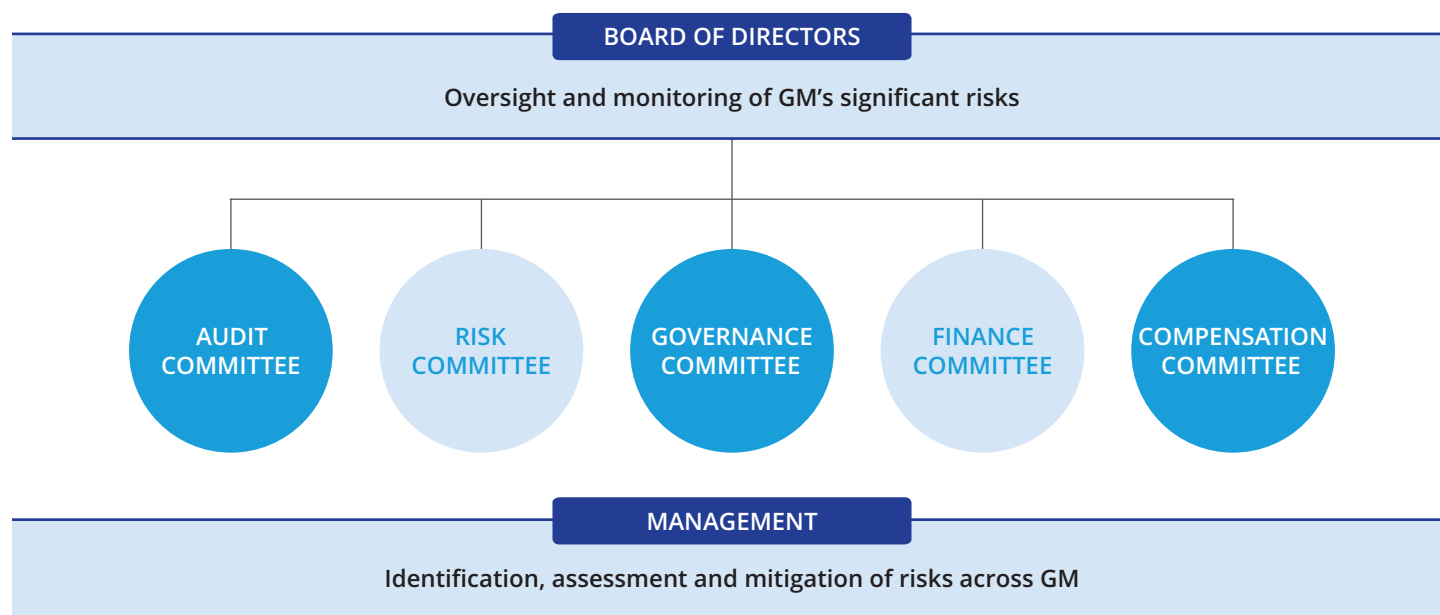 BOARD OF DIRECTORS
Oversight and monitoring of GM’s significant risks
AUDIT
COMMITTEE
RISK
COMMITTEE
GOVERNANCE
COMMITTEE
FINANCE
COMMITTEE
COMPENSATION
COMMITTEE
MANAGEMENT
Identification, assessment and mitigation of risks across GM